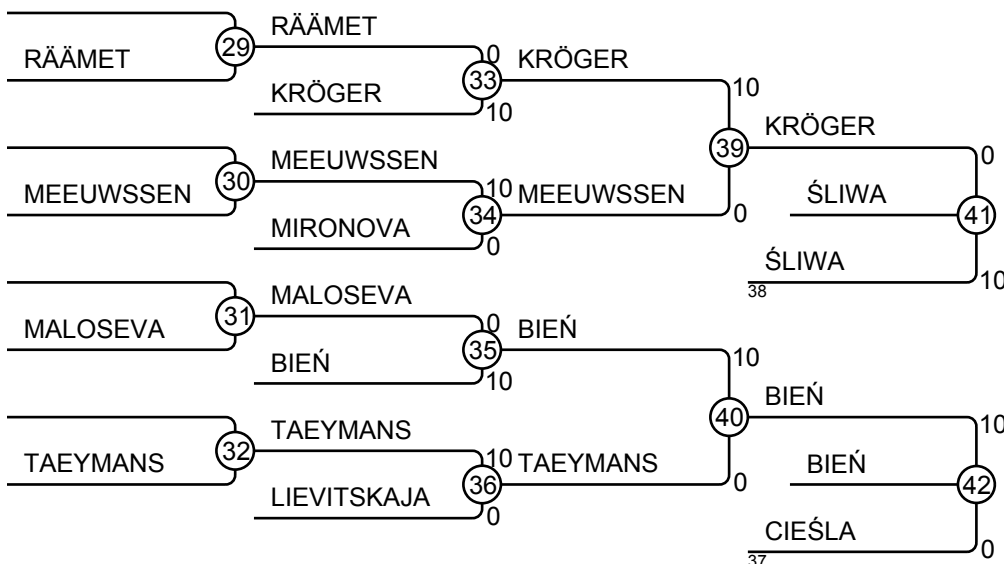 RÄÄMET
29
RÄÄMET
0
33
KRÖGER
10
KRÖGER
10
MEEUWSSEN
30
MEEUWSSEN
10
34
MIRONOVA
0
MEEUWSSEN
0
39
KRÖGER
0
ŚLIWA
41
ŚLIWA
10
38
MALOSEVA
31
MALOSEVA
0
35
BIEŃ
10
BIEŃ
10
TAEYMANS
32
TAEYMANS
10
36
LIEVITSKAJA
0
TAEYMANS
0
40
BIEŃ
10
BIEŃ
42
CIEŚLA
0
37